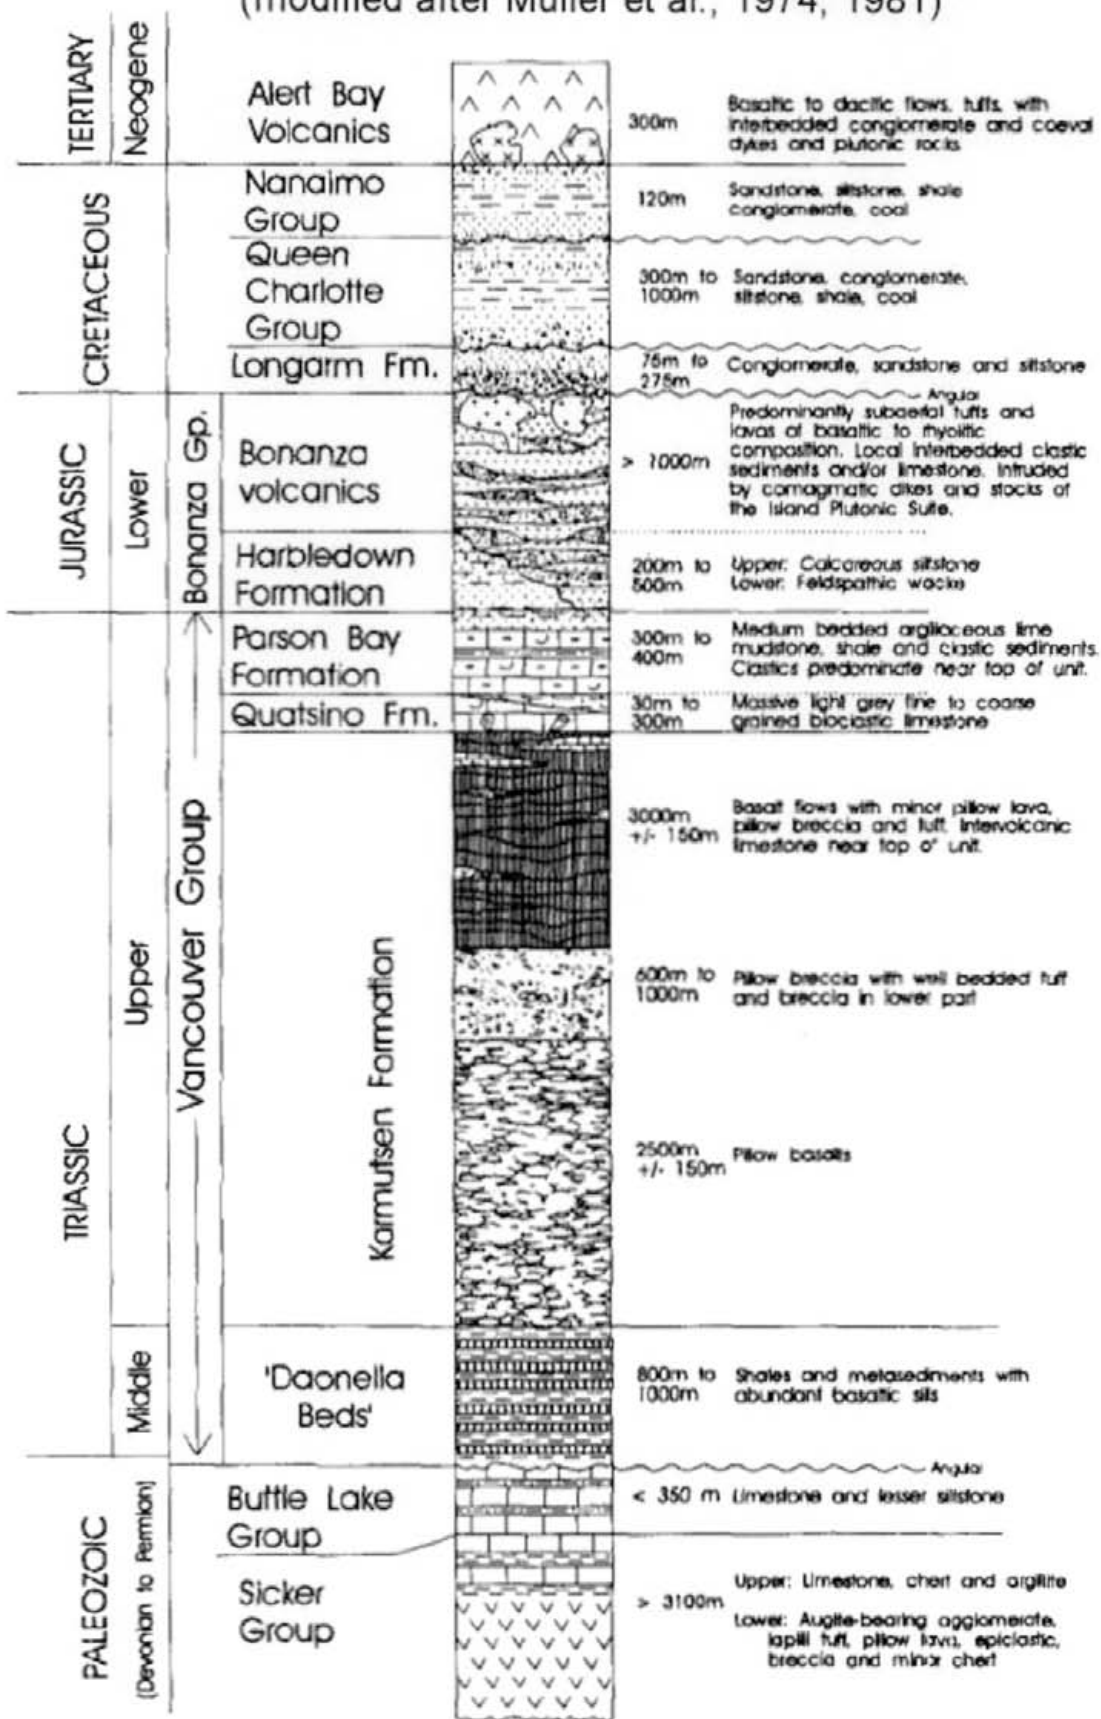 (modified after Muller et al., 1974, 1981)
TERTIARY
Neogene
Alert Bay
Volcanics
300m
Basaltic to dacitic flows, tuffs, with
interbedded conglomerate and coeval
dykes and plutonic rocks
CRETACEOUS
Nanaimo
Group
120m
Sandstone, siltstone, shale
conglomerate, coal
Queen
Charlotte
Group
300m to
1000m
Sandstone, conglomerate,
siltstone, shale, coal
Longarm Fm.
75m to
275m
Conglomerate, sandstone and siltstone
Angular
JURASSIC
Lower
Bonanza Gp.
Bonanza
volcanics
> 1000m
Predominantly subaerial tuffs and
lavas of basaltic to rhyolitic
composition. Local interbedded clastic
sediments and/or limestone. Intruded
by comagmatic dikes and stocks of
the Island Plutonic Suite.
Harbledown
Formation
200m to
500m
Upper: Calcareous siltstone
Lower: Feldspathic wacke
TRIASSIC
Upper
Vancouver Group
Parson Bay
Formation
300m to
400m
Medium bedded argillaceous lime
mudstone, shale and clastic sediments.
Clastics predominate near top of unit.
Quatsino Fm.
30m to
300m
Massive light grey fine to coarse
grained bioclastic limestone
Karmutsen Formation
3000m
+/- 150m
Basalt flows with minor pillow lava,
pillow breccia and tuff. Intervolcanic
limestone near top of unit.
600m to
1000m
Pillow breccia with well bedded tuff
and breccia in lower part
2500m
+/- 150m
Pillow basalts
Middle
'Daonella
Beds'
800m to
1000m
Shales and metasediments with
abundant basaltic sills
Angular
PALEOZOIC
(Devonian to Permian)
Buttle Lake
Group
< 350 m
Limestone and lesser siltstone
Sicker
Group
> 3100m
Upper: Limestone, chert and argillite
Lower: Augite-bearing agglomerate,
lapilli tuff, pillow lava, epiclastic,
breccia and minor chert